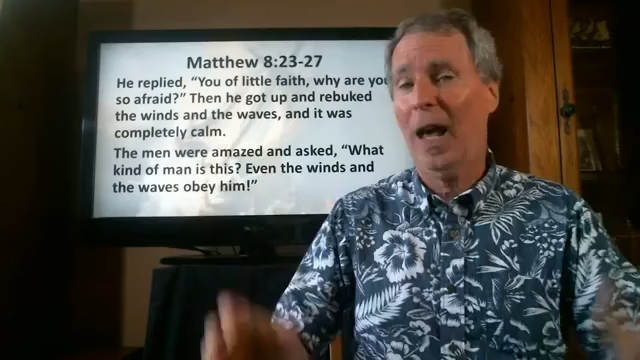 Matthew 8:23-27
He replied, “You of little faith, why are you
so afraid?” Then he got up and rebuked
the winds and the waves, and it was
completely calm.
The men were amazed and asked, “What
kind of man is this? Even the winds and
the waves obey him!”